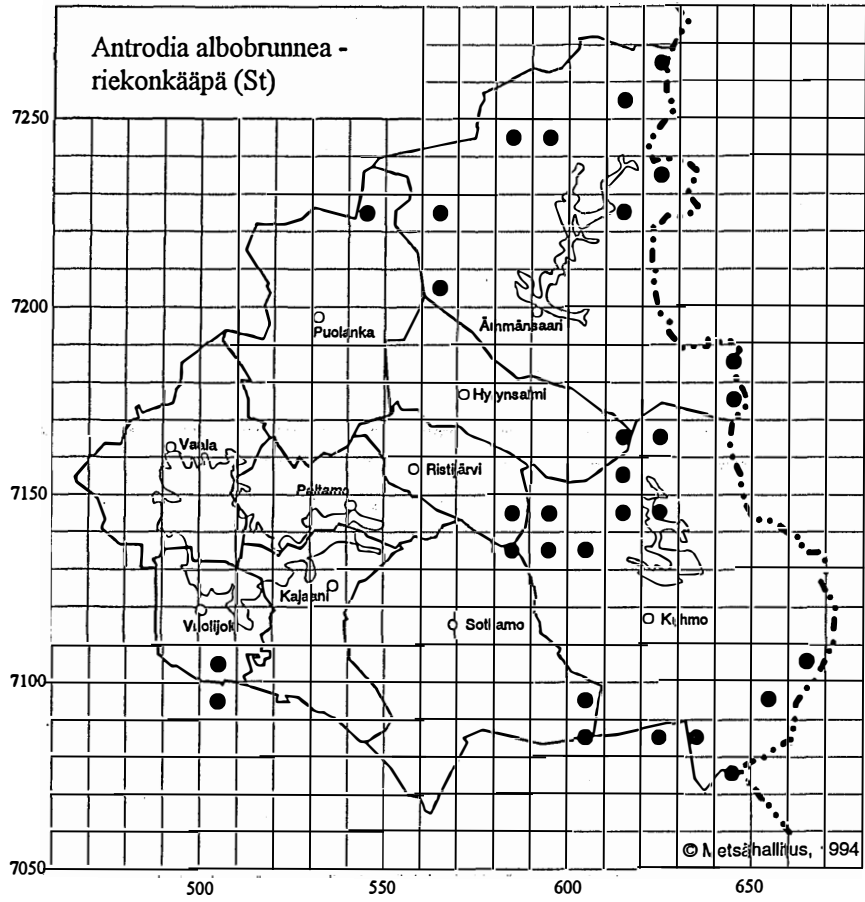 Antrodia albobrunnea -
riekonkääpä (St)
7250
7200
Puolanka
Ämmänsaari
Hyrynsalmi
Vaala
Ristijärvi
7150
Paltamo
Kajaani
Vuolijoki
Sotkamo
Kuhmo
7100
7050
© Metsähallitus, 1994
500
550
600
650